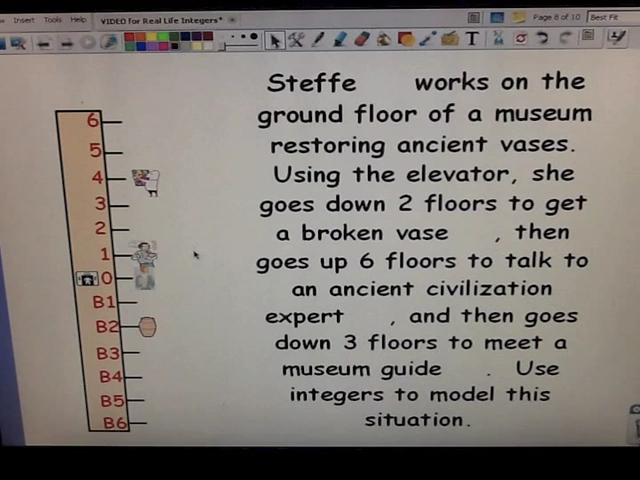 Insert Tools Help VIDEO for Real Life Integers* Page 8 of 10 Best Fit
Steffe works on the
ground floor of a museum
restoring ancient vases.
Using the elevator, she
goes down 2 floors to get
a broken vase , then
goes up 6 floors to talk to
an ancient civilization
expert , and then goes
down 3 floors to meet a
museum guide . Use
integers to model this
situation.
6
5
4
3
2
1
0
B1
B2
B3
B4
B5
B6